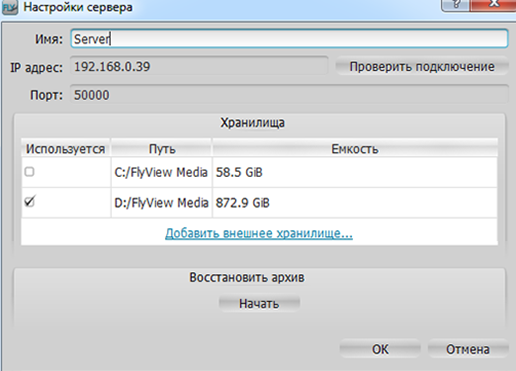 Настройки сервера
Имя: Server
IP адрес: 192.168.0.39 Проверить подключение
Порт: 50000
Хранилища
Используется Путь Емкость
C:/FlyView Media 58.5 GiB
D:/FlyView Media 872.9 GiB
Добавить внешнее хранилище...
Восстановить архив
Начать
OK Отмена